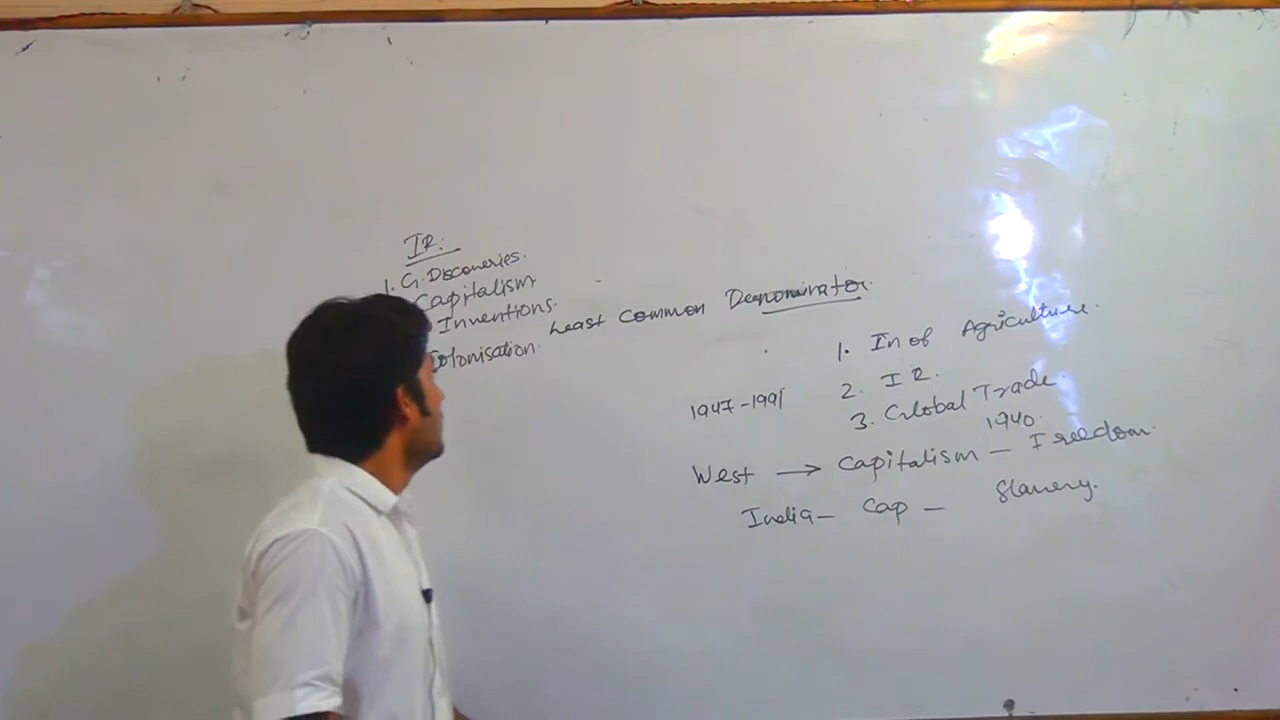 IR:
1. G. Discoveries.
Capitalism
Inventions.
Colonisation.
Least Common Denominator.
1. In of Agriculture.
2. IR.
3. Global Trade
1947-1991
1940.
West → Capitalism - Freedom.
India - Cap - Slavery.